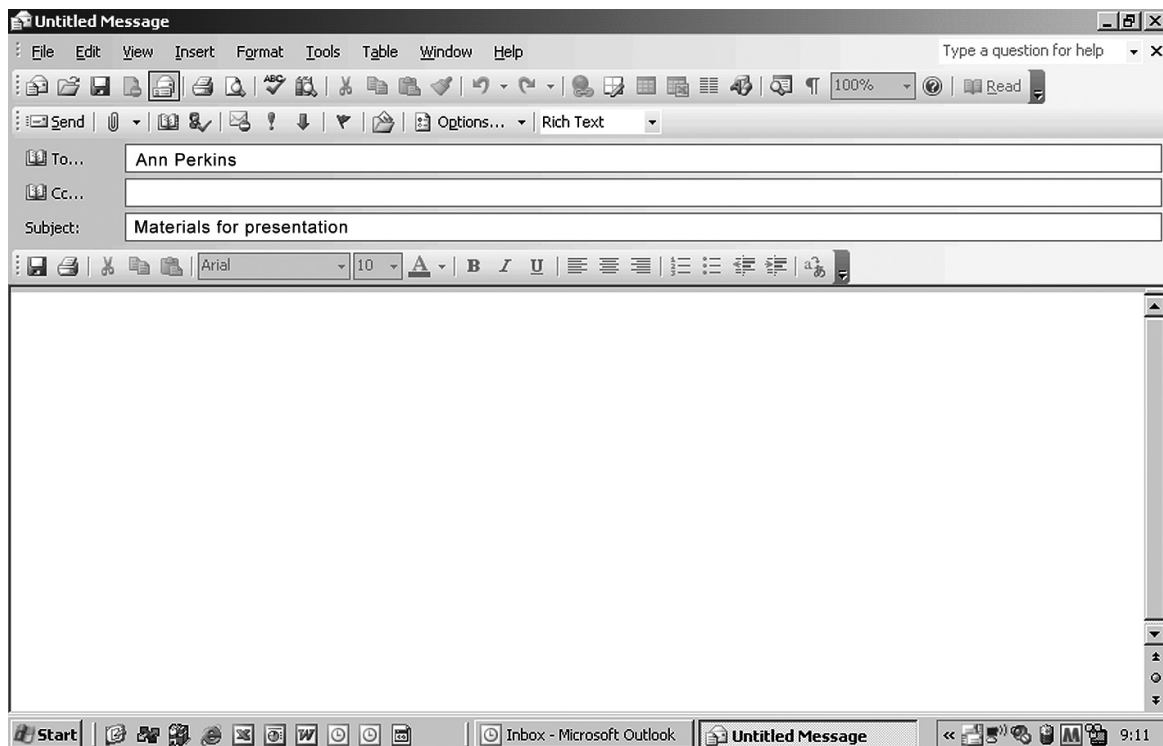 Untitled Message
File Edit View Insert Format Tools Table Window Help Type a question for help
ABC 100% Read
Send Options... Rich Text
To... Ann Perkins
Cc...
Subject: Materials for presentation
Arial 10 A B I U
Start Inbox - Microsoft Outlook Untitled Message 9:11